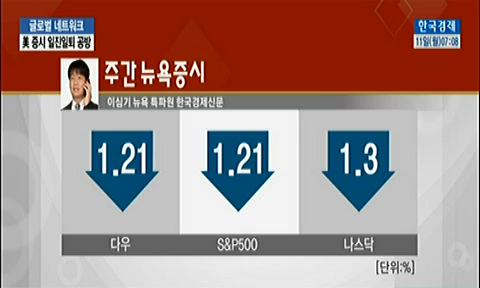 글로벌 네트워크
美 증시 일진일퇴 공방
한국경제
11일(월)07:08
주간 뉴욕증시
이심기 뉴욕 특파원 한국경제신문
1.21
1.21
1.3
다우
S&P500
나스닥
[단위:%]